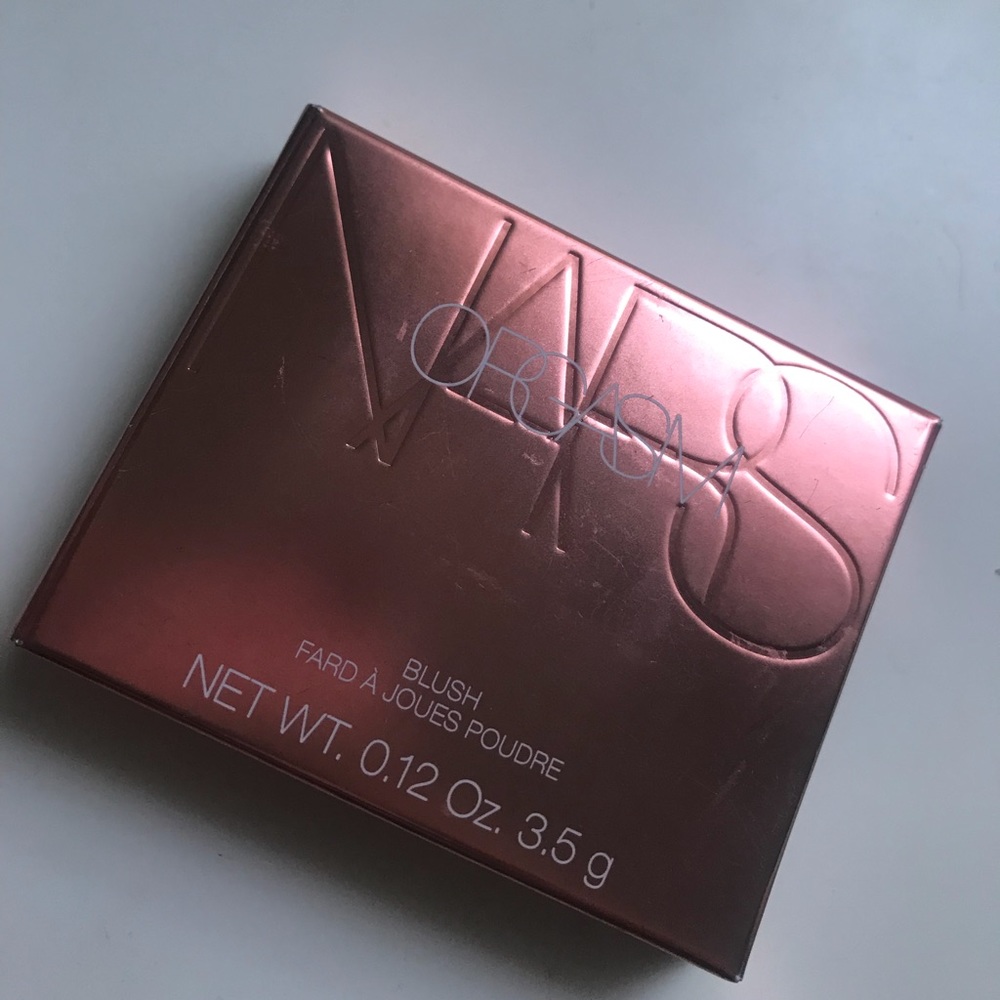 NARS
ORGASM
BLUSH
FARD À JOUES POUDRE
NET WT. 0.12 Oz. 3.5 g